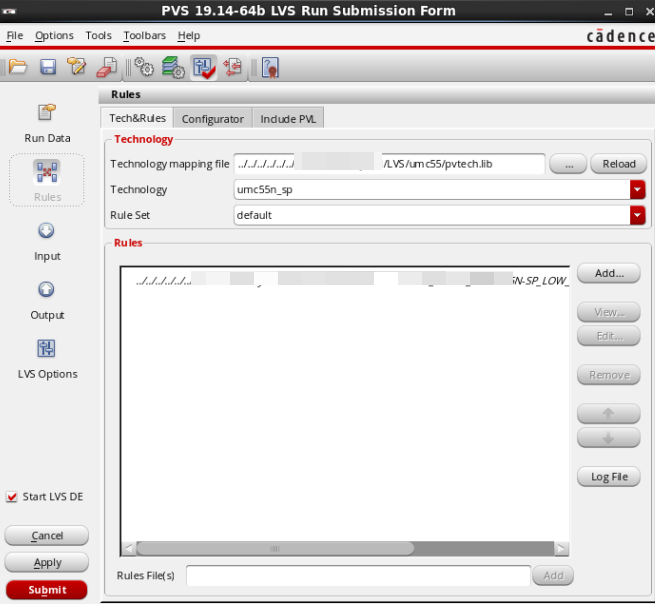 PVS 19.14-64b LVS Run Submission Form
File Options Tools Toolbars Help
cādence
Rules
Run Data
Rules
Input
Output
LVS Options
Start LVS DE
Cancel
Apply
Submit
Tech&Rules Configurator Include PVL
Technology
Technology mapping file ../../../../../../ /LVS/umc55/pvtech.lib ... Reload
Technology umc55n_sp
Rule Set default
Rules
../../../../../.. N-SP_LOW_
Add...
View...
Edit...
Remove
Log File
Rules File(s) Add